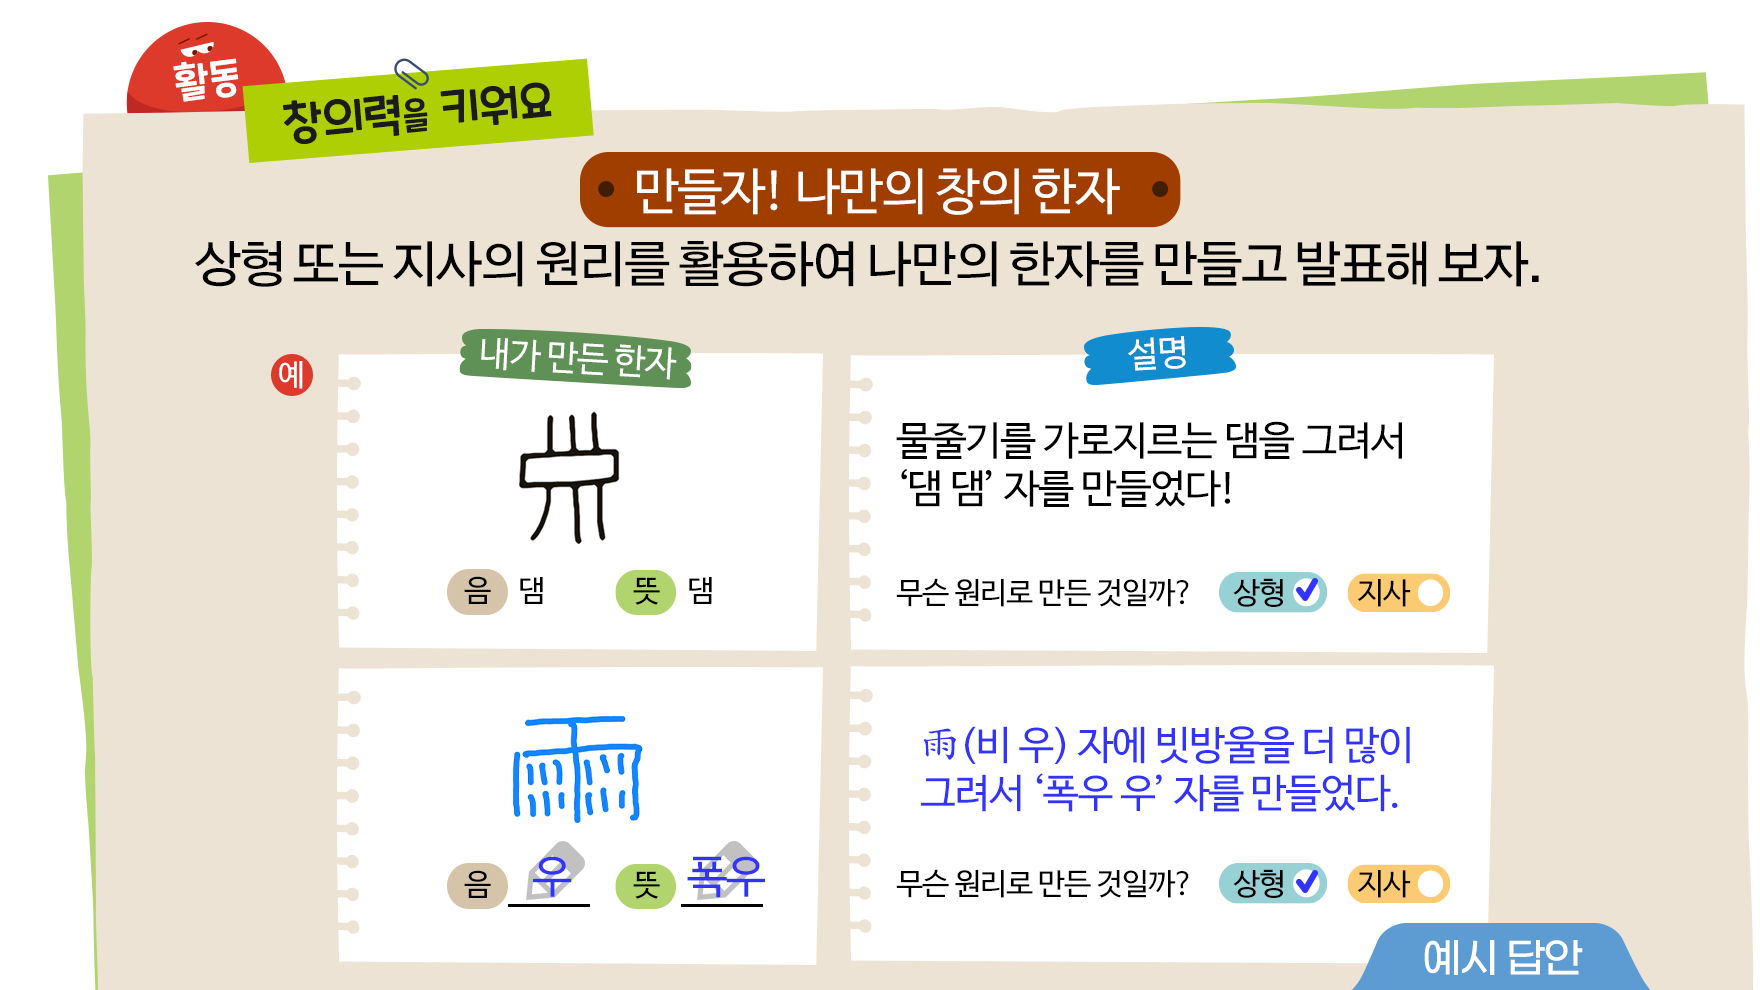 활동
창의력을 키워요
만들자! 나만의 창의 한자
상형 또는 지사의 원리를 활용하여 나만의 한자를 만들고 발표해 보자.
예
내가 만든 한자
설명
물줄기를 가로지르는 댐을 그려서
‘댐 댐’ 자를 만들었다!
음 댐 뜻 댐
무슨 원리로 만든 것일까? 상형 지사
雨(비 우) 자에 빗방울을 더 많이
그려서 ‘폭우 우’ 자를 만들었다.
음 우 뜻 폭우
무슨 원리로 만든 것일까? 상형 지사
예시 답안